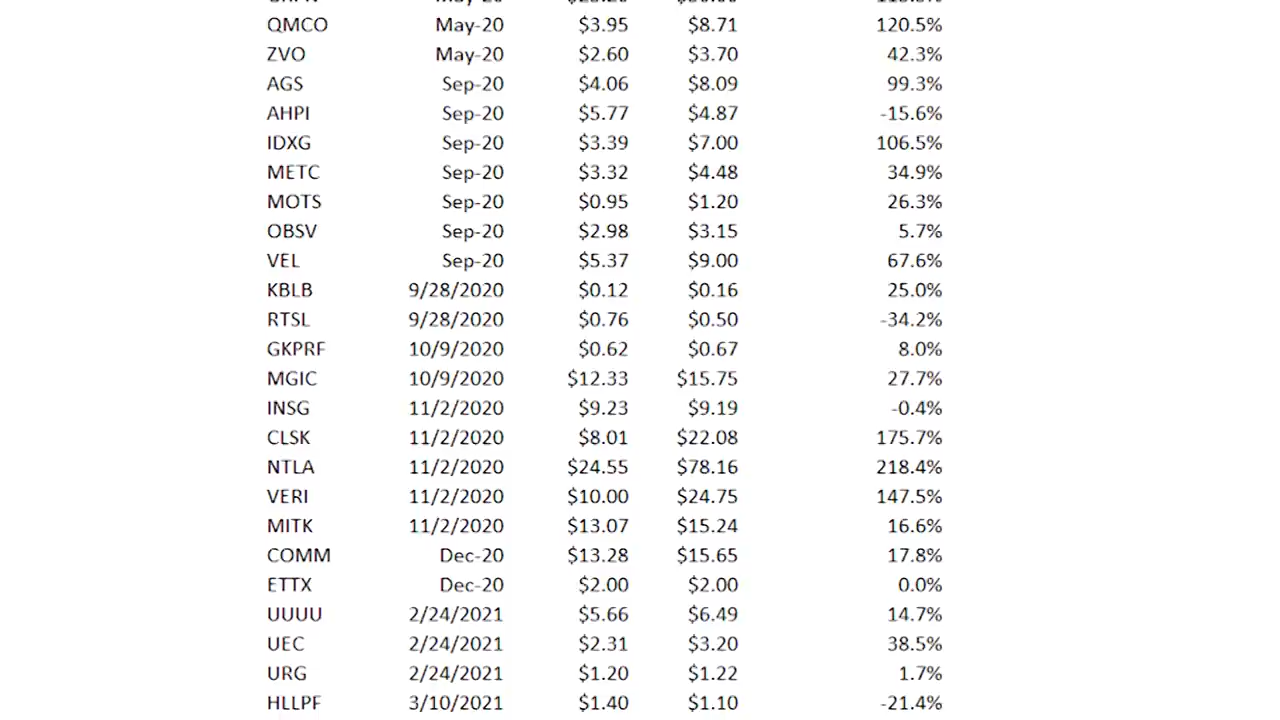 QMCO May-20 $3.95 $8.71 120.5%
ZVO May-20 $2.60 $3.70 42.3%
AGS Sep-20 $4.06 $8.09 99.3%
AHPI Sep-20 $5.77 $4.87 -15.6%
IDXG Sep-20 $3.39 $7.00 106.5%
METC Sep-20 $3.32 $4.48 34.9%
MOTS Sep-20 $0.95 $1.20 26.3%
OBSV Sep-20 $2.98 $3.15 5.7%
VEL Sep-20 $5.37 $9.00 67.6%
KBLB 9/28/2020 $0.12 $0.16 25.0%
RTSL 9/28/2020 $0.76 $0.50 -34.2%
GKPRF 10/9/2020 $0.62 $0.67 8.0%
MGIC 10/9/2020 $12.33 $15.75 27.7%
INSG 11/2/2020 $9.23 $9.19 -0.4%
CLSK 11/2/2020 $8.01 $22.08 175.7%
NTLA 11/2/2020 $24.55 $78.16 218.4%
VERI 11/2/2020 $10.00 $24.75 147.5%
MITK 11/2/2020 $13.07 $15.24 16.6%
COMM Dec-20 $13.28 $15.65 17.8%
ETTX Dec-20 $2.00 $2.00 0.0%
UUUU 2/24/2021 $5.66 $6.49 14.7%
UEC 2/24/2021 $2.31 $3.20 38.5%
URG 2/24/2021 $1.20 $1.22 1.7%
HLLPF 3/10/2021 $1.40 $1.10 -21.4%